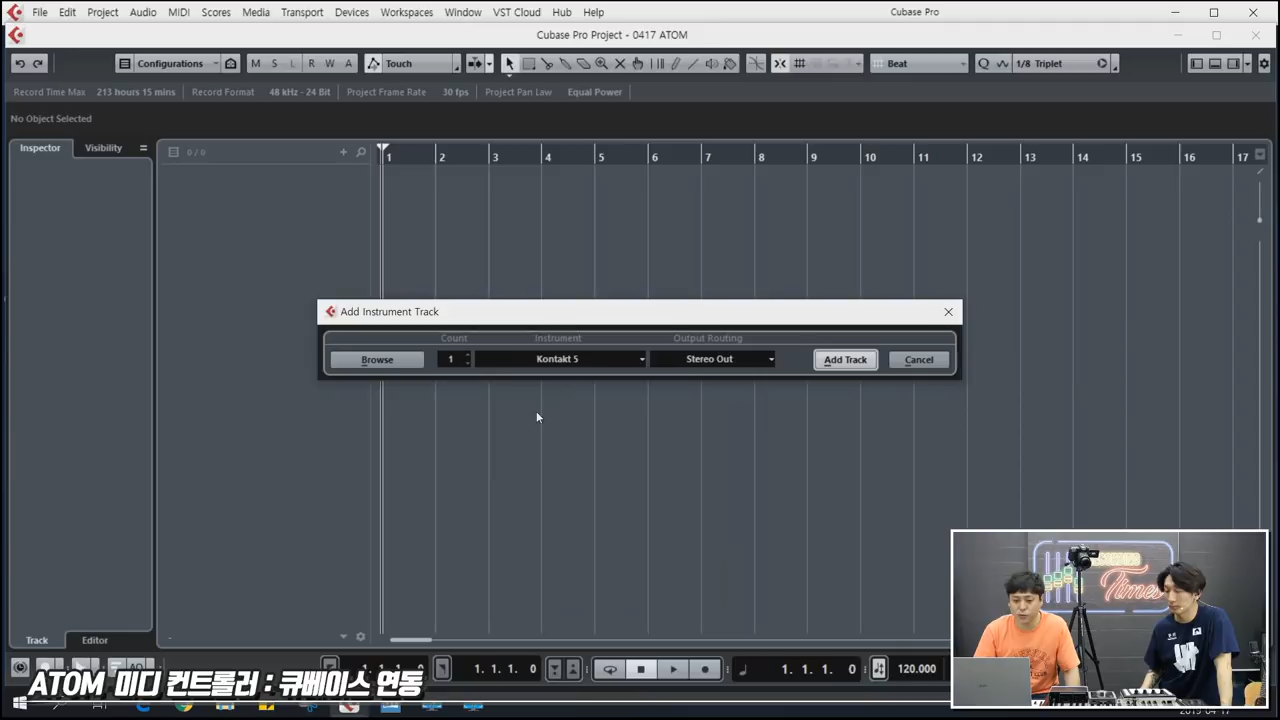 File Edit Project Audio MIDI Scores Media Transport Devices Workspaces Window VST Cloud Hub Help Cubase Pro
Cubase Pro Project - 0417 ATOM
Configurations M S L R W A Touch Beat 1/8 Triplet
Record Time Max 213 hours 15 mins Record Format 48 kHz - 24 Bit Project Frame Rate 30 fps Project Pan Law Equal Power
No Object Selected
Inspector Visibility 0 / 0 1 2 3 4 5 6 7 8 9 10 11 12 13 14 15 16 17
Add Instrument Track
Count Instrument Output Routing
Browse 1 Kontakt 5 Stereo Out Add Track Cancel
Times
Track Editor
1. 1. 1. 0 1. 1. 1. 0 120.000
ATOM 미디 컨트롤러 : 큐베이스 연동
2019-04-17